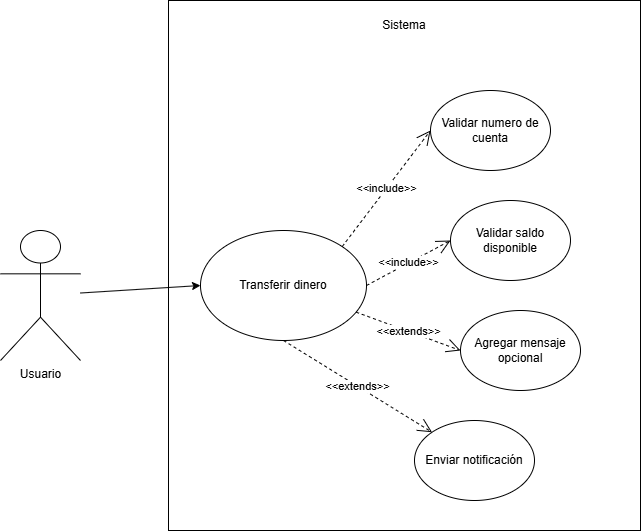 Sistema
Validar numero de
cuenta
<<include>>
Validar saldo
disponible
<<include>>
Transferir dinero
<<extends>>
Agregar mensaje
opcional
Usuario
<<extends>>
Enviar notificación